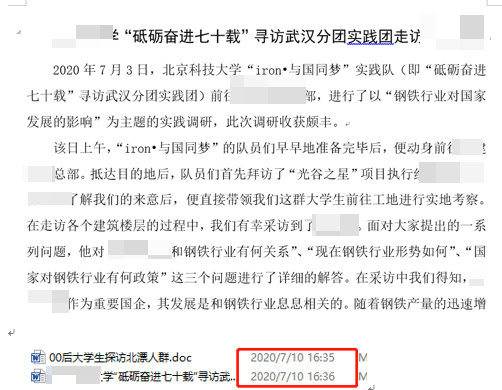 学“砥砺奋进七十载”寻访武汉分团实践团走访
2020 年 7 月 3 日，北京科技大学“iron•与国同梦”实践队（即“砥砺奋进
七十载”寻访武汉分团实践团）前往 部，进行了以“钢铁行业对国家
发展的影响”为主题的实践调研，此次调研收获颇丰。
该日上午，“iron•与国同梦”的队员们早早地准备完毕后，便动身前往 建
总部。抵达目的地后，队员们首先拜访了“光谷之星”项目执行经
了解我们的来意后，便直接带领我们这群大学生前往工地进行实地考察。
在走访各个建筑楼层的过程中，我们有幸采访到了 。面对大家提出的一系
列问题，他对 和钢铁行业有何关系”、“现在钢铁行业形势如何”、“国
家对钢铁行业有何政策”这三个问题进行了详细的解答。在采访中我们得知，
作为重要国企，其发展是和钢铁行业息息相关的。随着钢铁产量的迅速增
00后大学生探访北漂人群.doc 2020/7/10 16:35 M
大学“砥砺奋进七十载”寻访武... 2020/7/10 16:36 M